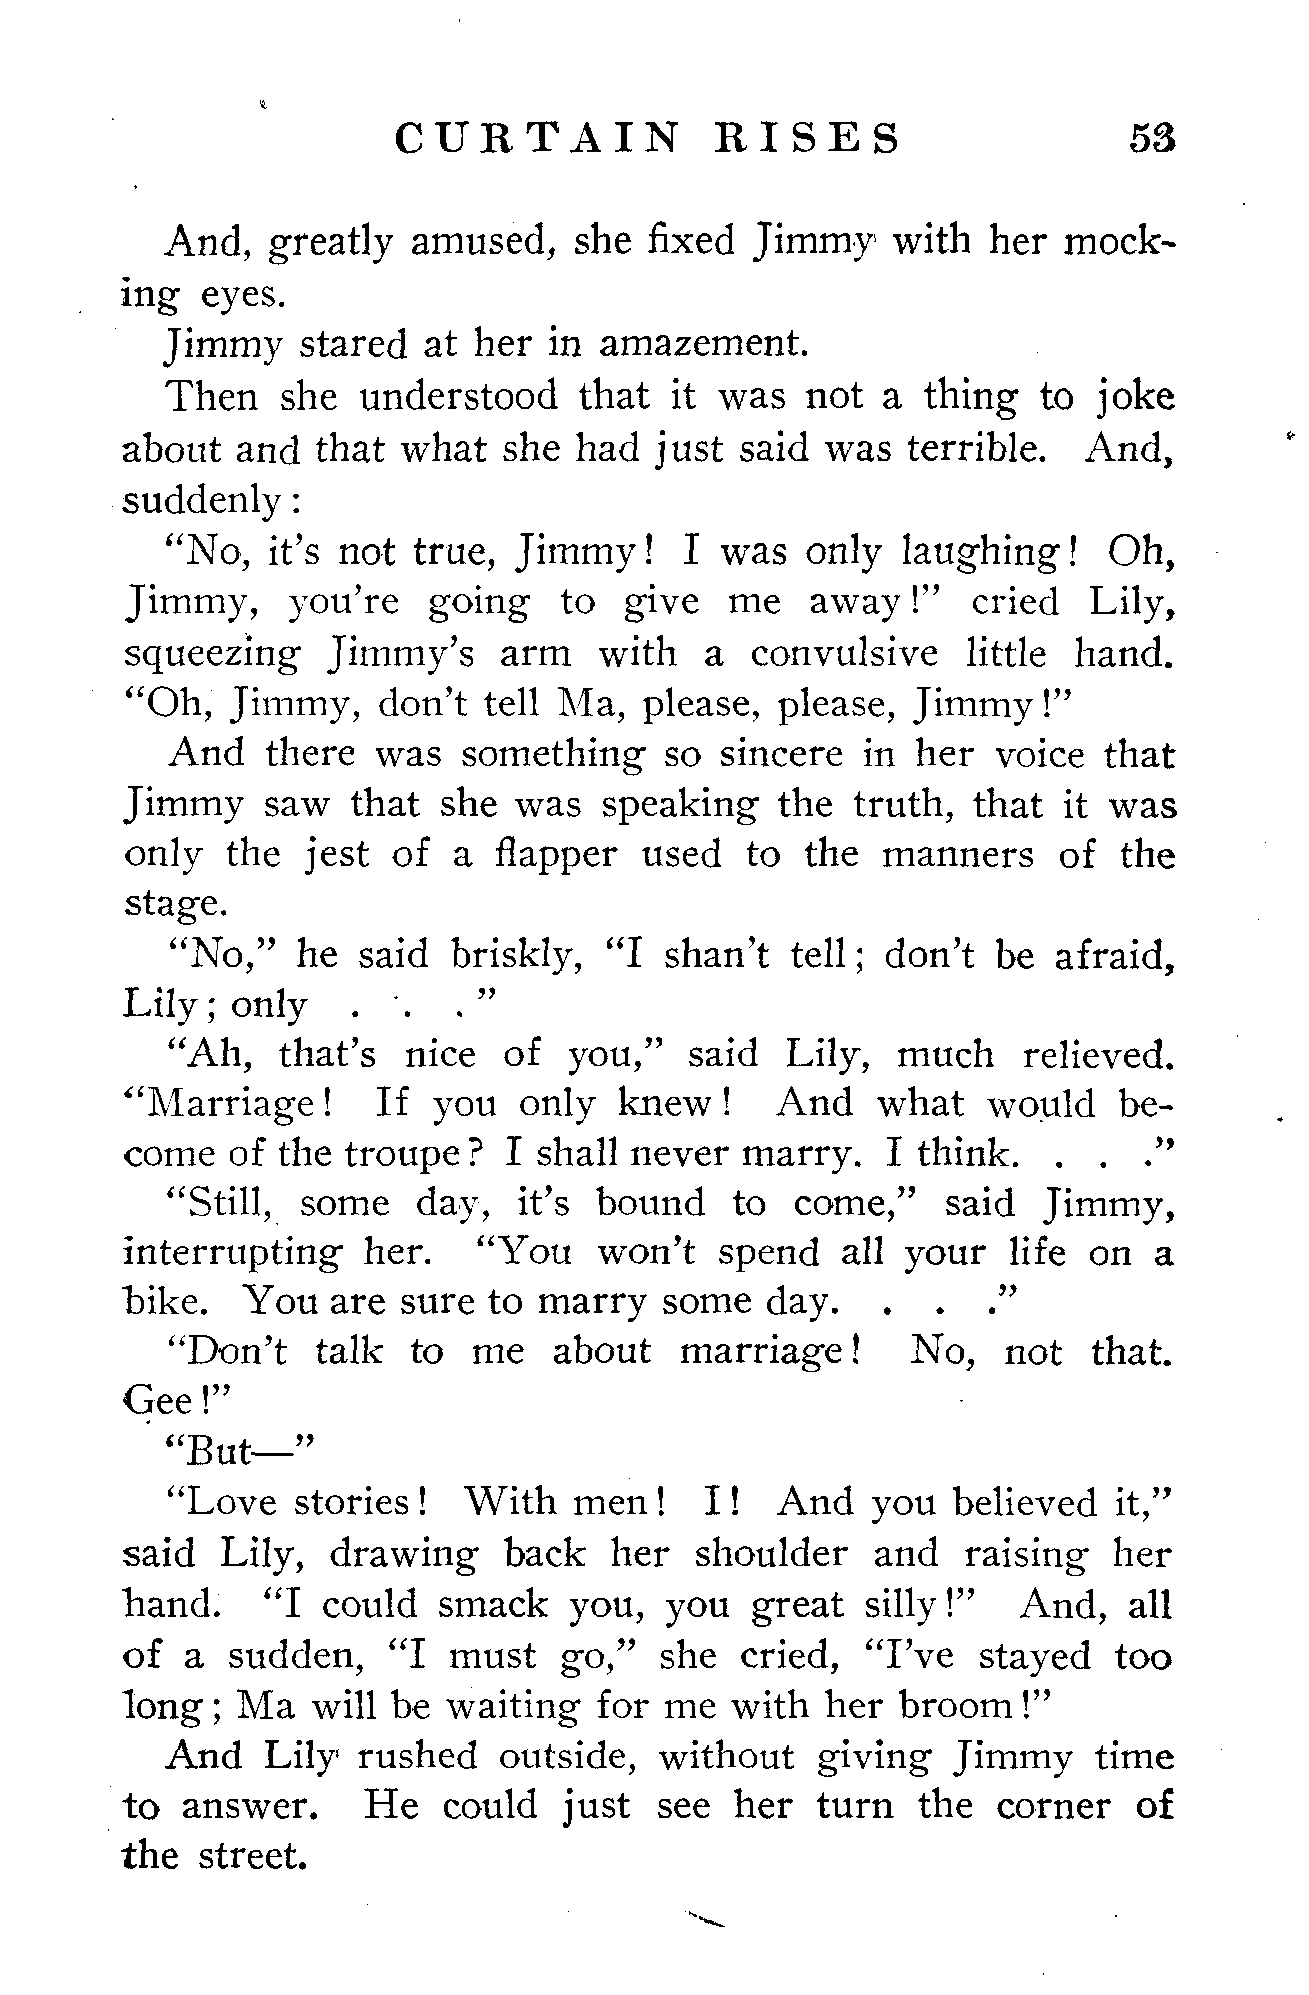 CURTAIN RISES 53
And, greatly amused, she fixed Jimmy with her mock-
ing eyes.
Jimmy stared at her in amazement.
Then she understood that it was not a thing to joke
about and that what she had just said was terrible. And,
suddenly:
“No, it’s not true, Jimmy! I was only laughing! Oh,
Jimmy, you’re going to give me away!” cried Lily,
squeezing Jimmy’s arm with a convulsive little hand.
“Oh, Jimmy, don’t tell Ma, please, please, Jimmy!”
And there was something so sincere in her voice that
Jimmy saw that she was speaking the truth, that it was
only the jest of a flapper used to the manners of the
stage.
“No,” he said briskly, “I shan’t tell; don’t be afraid,
Lily; only . . .”
“Ah, that’s nice of you,” said Lily, much relieved.
“Marriage! If you only knew! And what would be-
come of the troupe? I shall never marry. I think. . . .”
“Still, some day, it’s bound to come,” said Jimmy,
interrupting her. “You won’t spend all your life on a
bike. You are sure to marry some day. . . .”
“Don’t talk to me about marriage! No, not that.
Gee!”
“But—”
“Love stories! With men! I! And you believed it,”
said Lily, drawing back her shoulder and raising her
hand. “I could smack you, you great silly!” And, all
of a sudden, “I must go,” she cried, “I’ve stayed too
long; Ma will be waiting for me with her broom!”
And Lily rushed outside, without giving Jimmy time
to answer. He could just see her turn the corner of
the street.